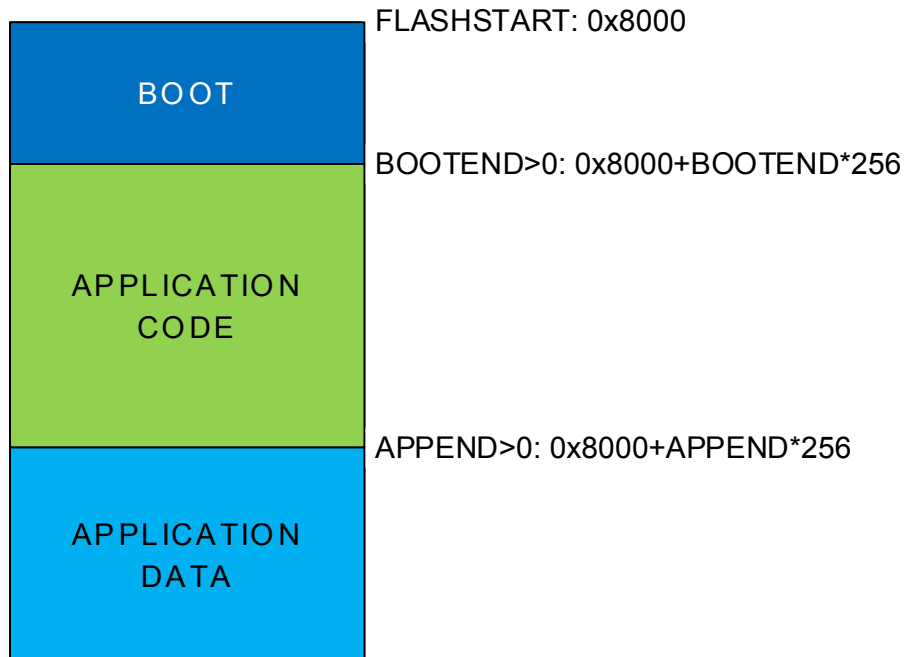 FLASHSTART: 0x8000
BOOT
BOOTEND>0: 0x8000+BOOTEND*256
APPLICATION
CODE
APPEND>0: 0x8000+APPEND*256
APPLICATION
DATA